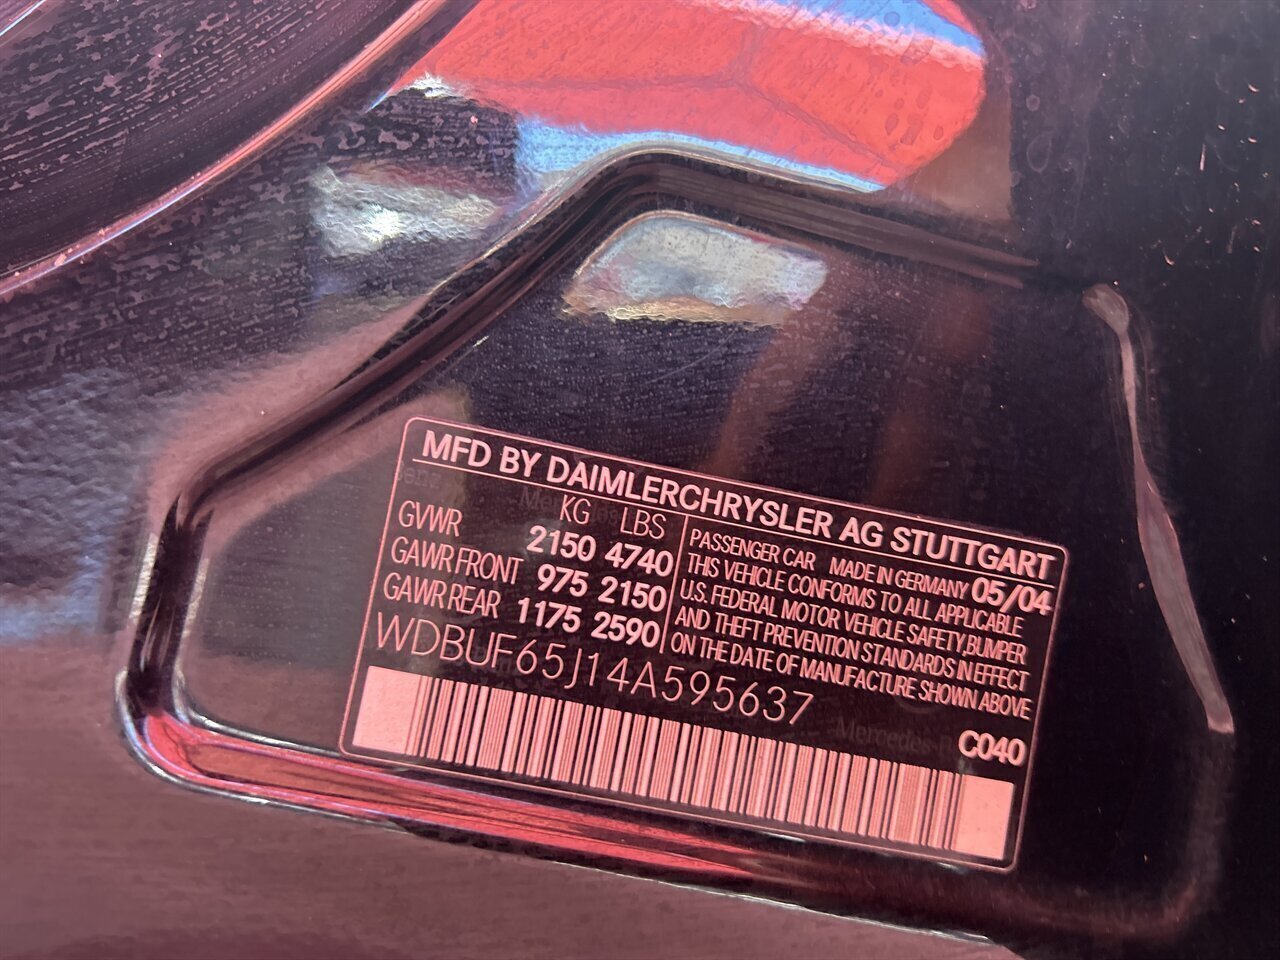 MFD BY DAIMLERCHRYSLER AG STUTTGART
KG LBS
GVWR 2150 4740
GAWR FRONT 975 2150
GAWR REAR 1175 2590
PASSENGER CAR MADE IN GERMANY 05/04
THIS VEHICLE CONFORMS TO ALL APPLICABLE
U.S. FEDERAL MOTOR VEHICLE SAFETY,BUMPER
AND THEFT PREVENTION STANDARDS IN EFFECT
ON THE DATE OF MANUFACTURE SHOWN ABOVE
WDBUF65J14A595637
Mercedes-B
C040